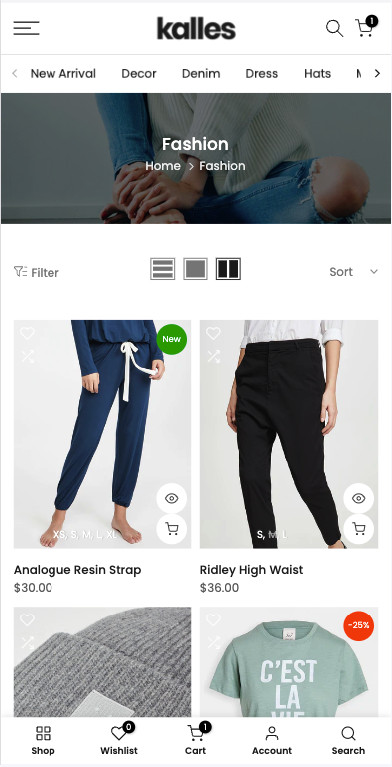 kalles
1
New Arrival Decor Denim Dress Hats
Fashion
Home > Fashion
Filter
Sort
New
XS, S, M, L, XL
S, M, L
Analogue Resin Strap
$30.00
Ridley High Waist
$36.00
-25%
C'EST
LA
VIE
0
1
Shop Wishlist Cart Account Search